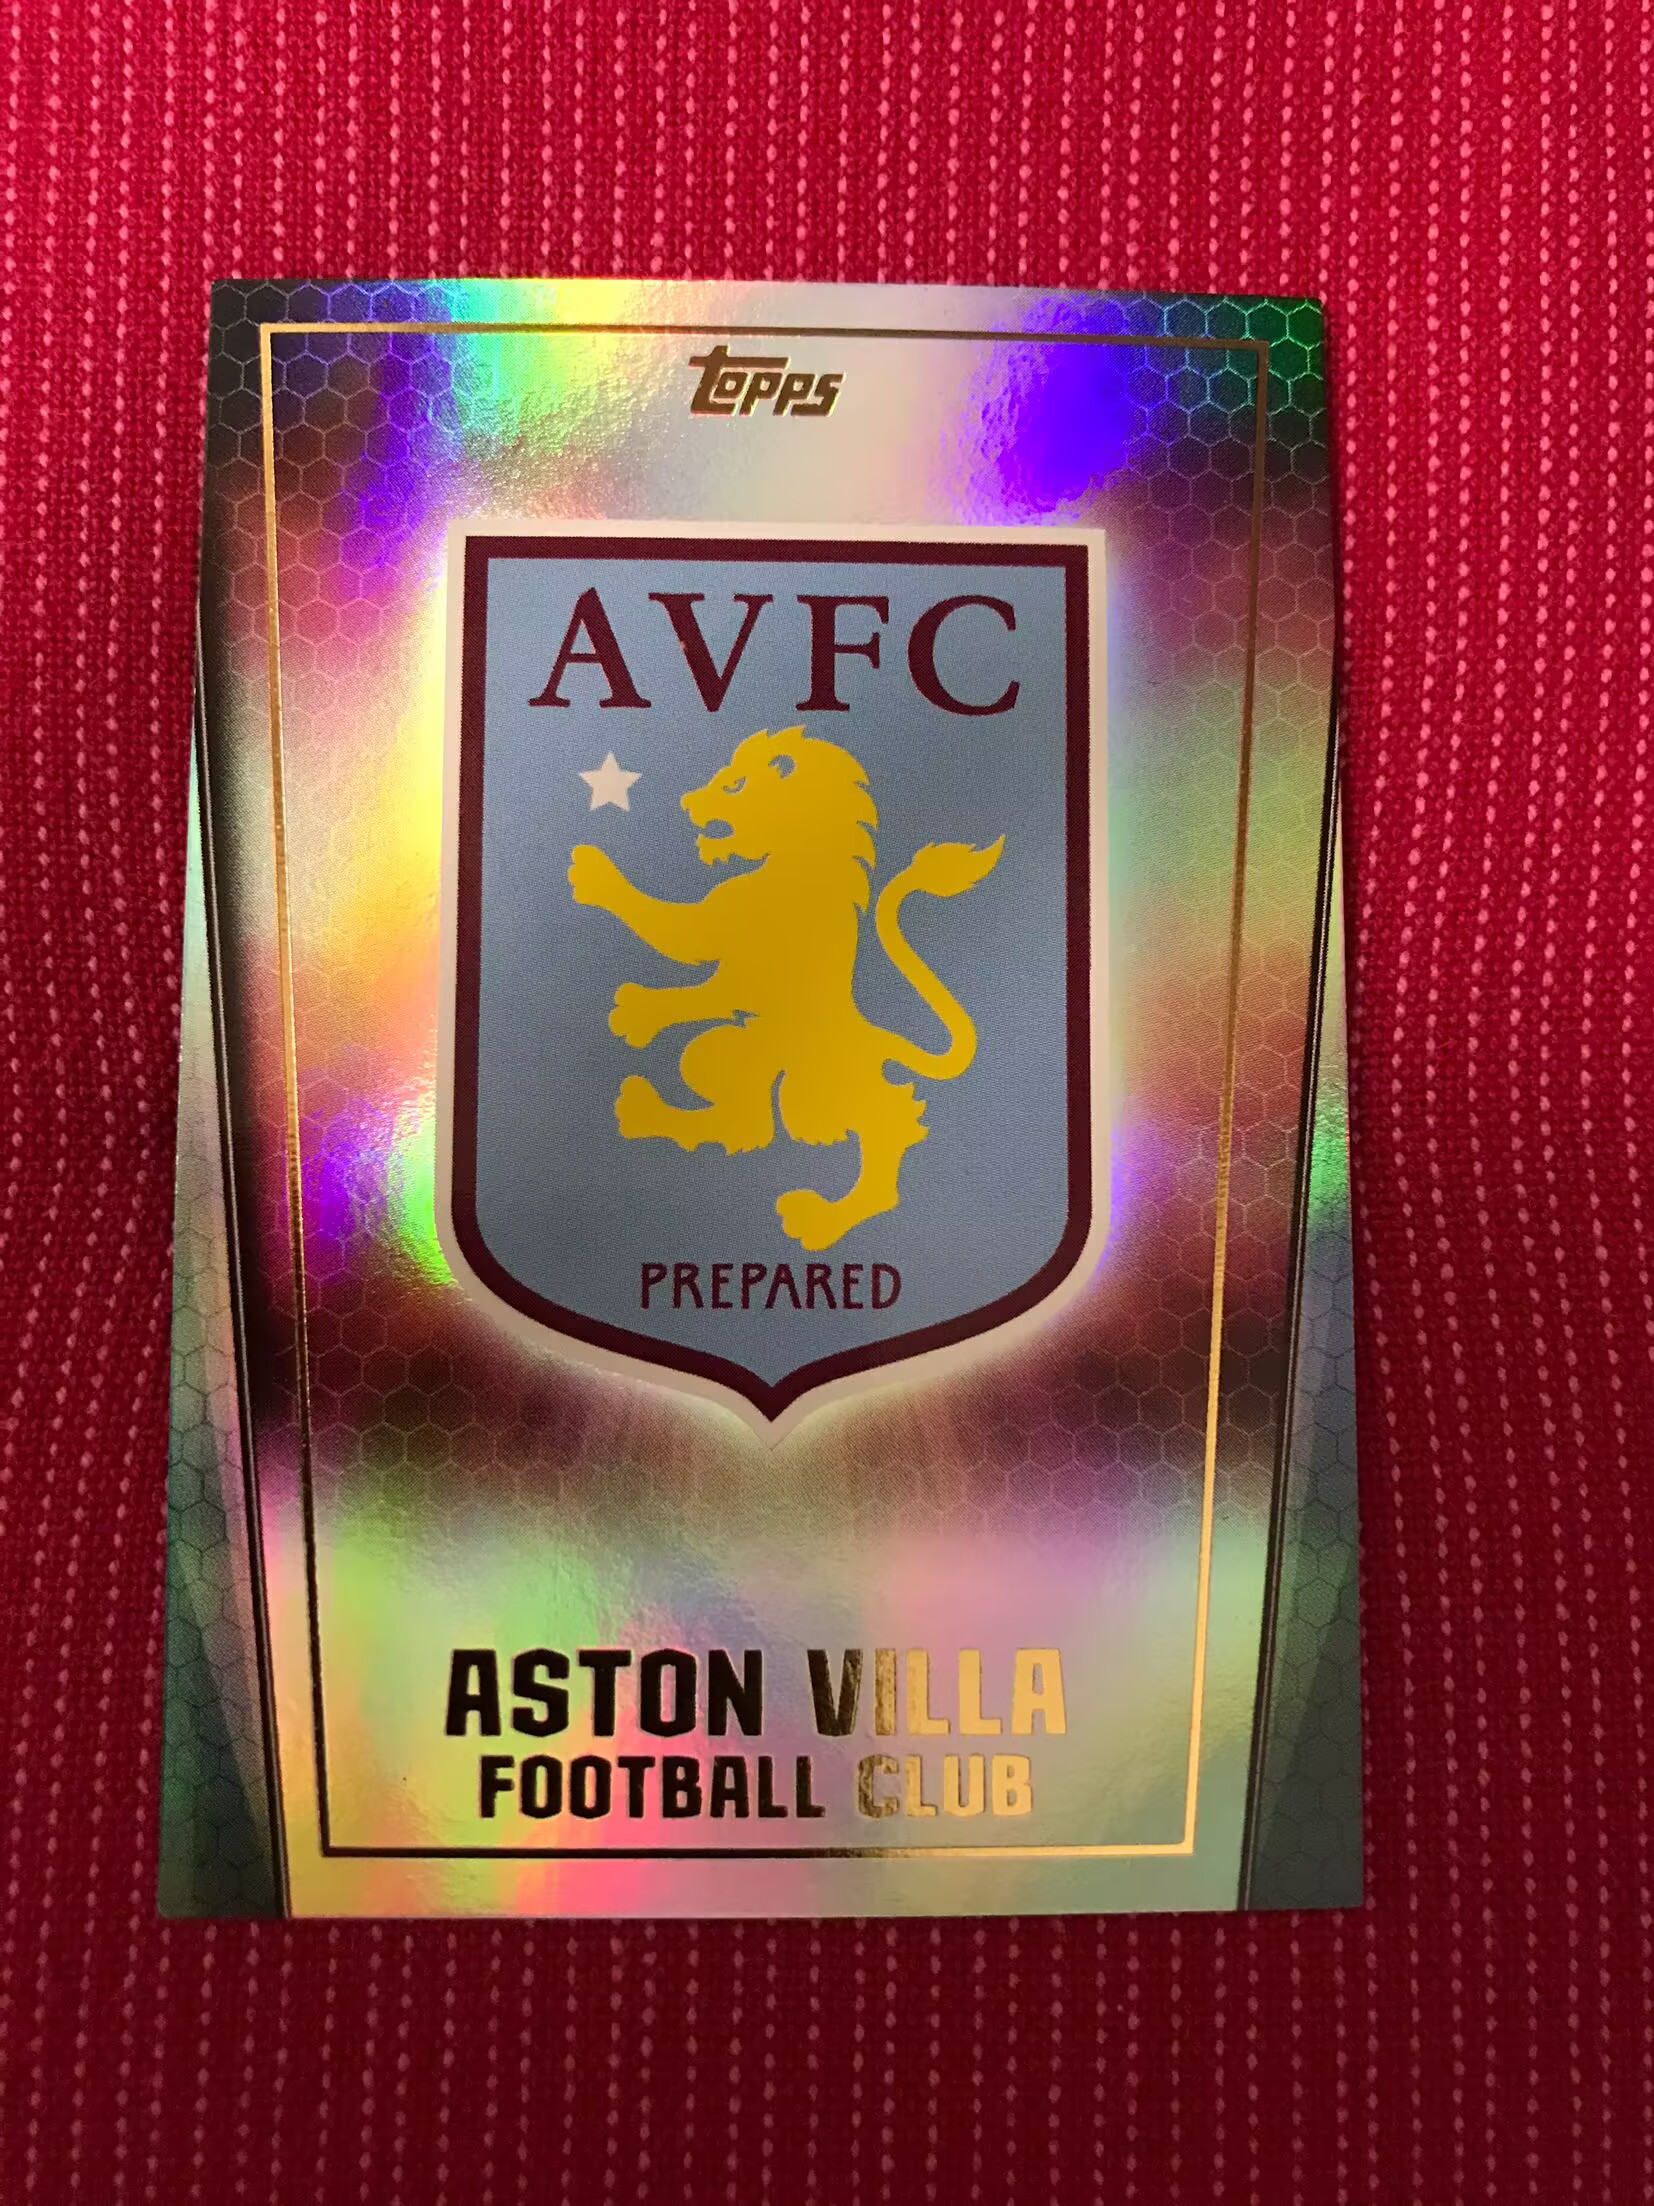 topps
AVFC
PREPARED
ASTON VILLA
FOOTBALL CLUB